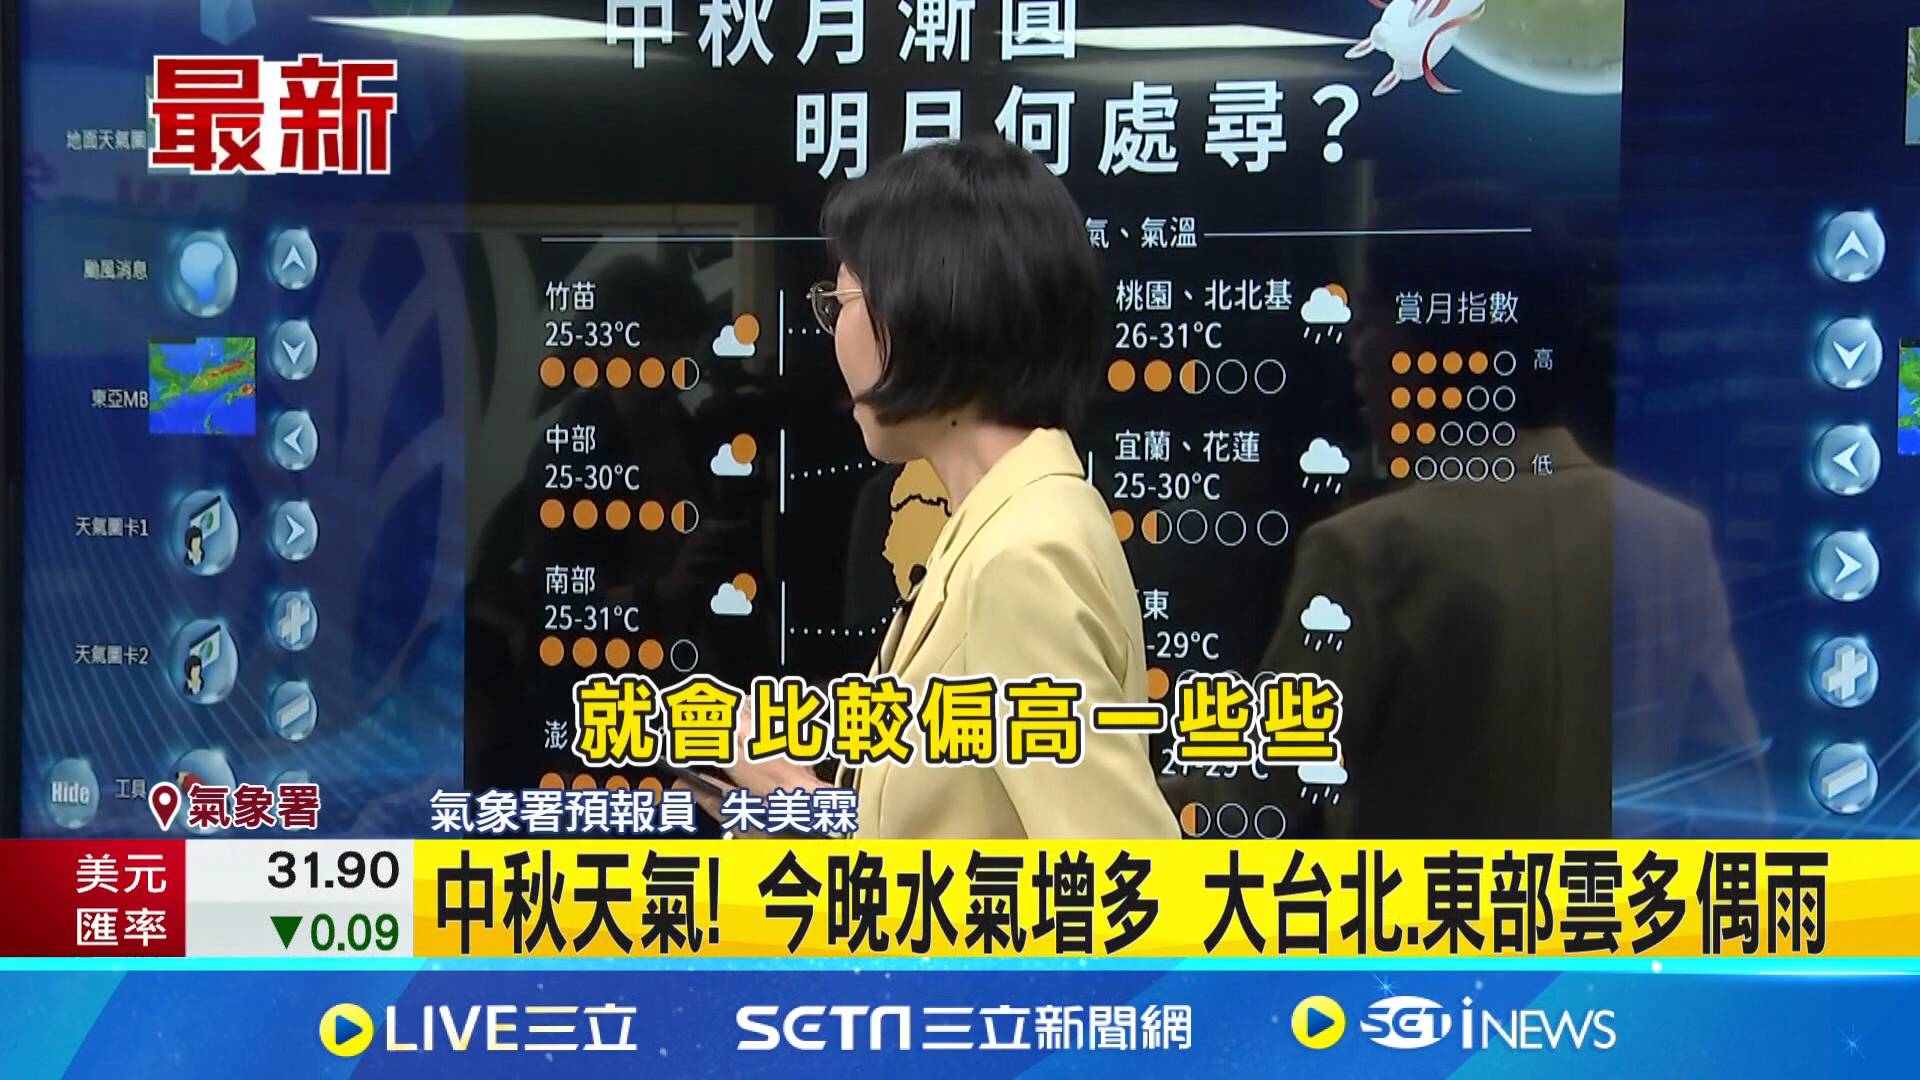 中秋月漸圓
最新
明月何處尋？
地面天氣圖
氣、氣溫
颱風消息
竹苗
25-33°C
桃園、北北基
26-31°C
賞月指數
高
東亞MB
中部
25-30°C
宜蘭、花蓮
25-30°C
低
天氣圖卡1
南部
25-31°C
東
-29°C
天氣圖卡2
就會比較偏高一些些
澎
27-29°C
Hide
工具
氣象署
氣象署預報員 朱美霖
美元
匯率
31.90
▼0.09
中秋天氣! 今晚水氣增多 大台北.東部雲多偶雨
LIVE三立
SETN三立新聞網
SET iNEWS